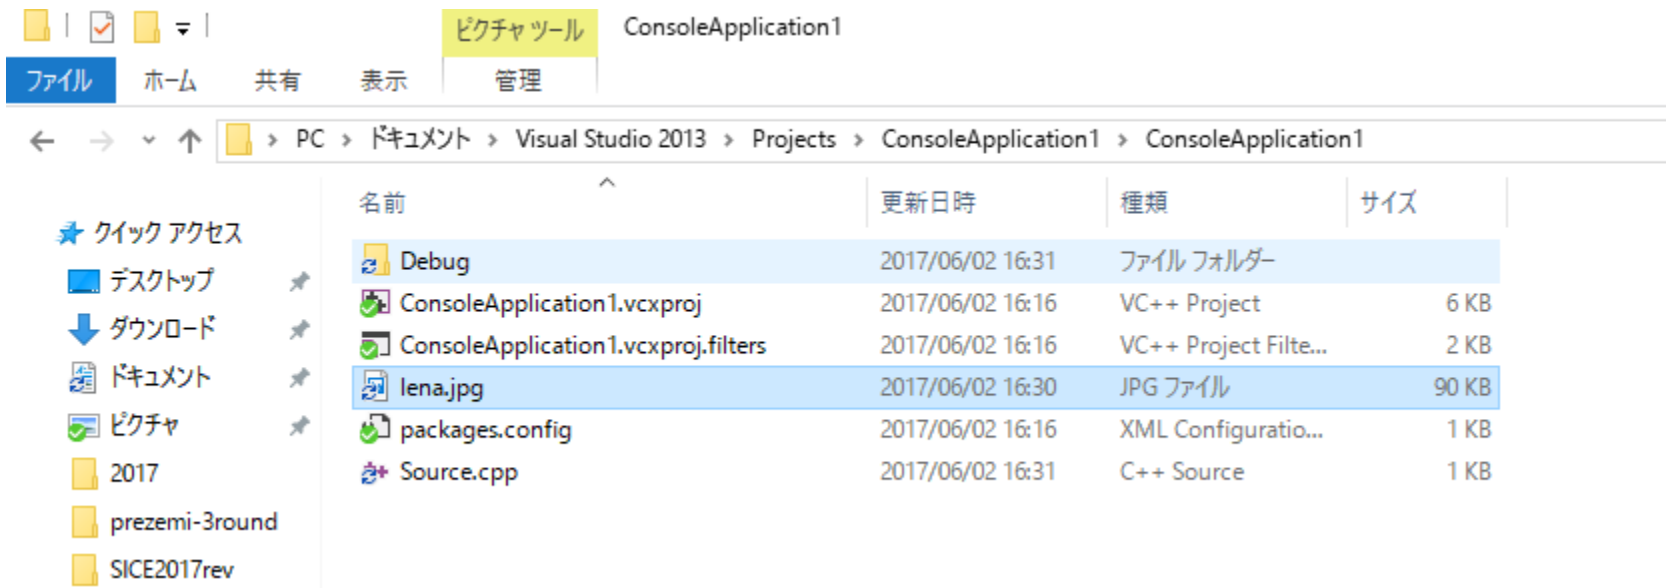 ピクチャ ツール ConsoleApplication1
ファイル ホーム 共有 表示 管理
PC › ドキュメント › Visual Studio 2013 › Projects › ConsoleApplication1 › ConsoleApplication1
名前 更新日時 種類 サイズ
クイック アクセス
デスクトップ
ダウンロード
ドキュメント
ピクチャ
2017
prezemi-3round
SICE2017rev
Debug 2017/06/02 16:31 ファイル フォルダー
ConsoleApplication1.vcxproj 2017/06/02 16:16 VC++ Project 6 KB
ConsoleApplication1.vcxproj.filters 2017/06/02 16:16 VC++ Project Filte... 2 KB
lena.jpg 2017/06/02 16:30 JPG ファイル 90 KB
packages.config 2017/06/02 16:16 XML Configuratio... 1 KB
Source.cpp 2017/06/02 16:31 C++ Source 1 KB